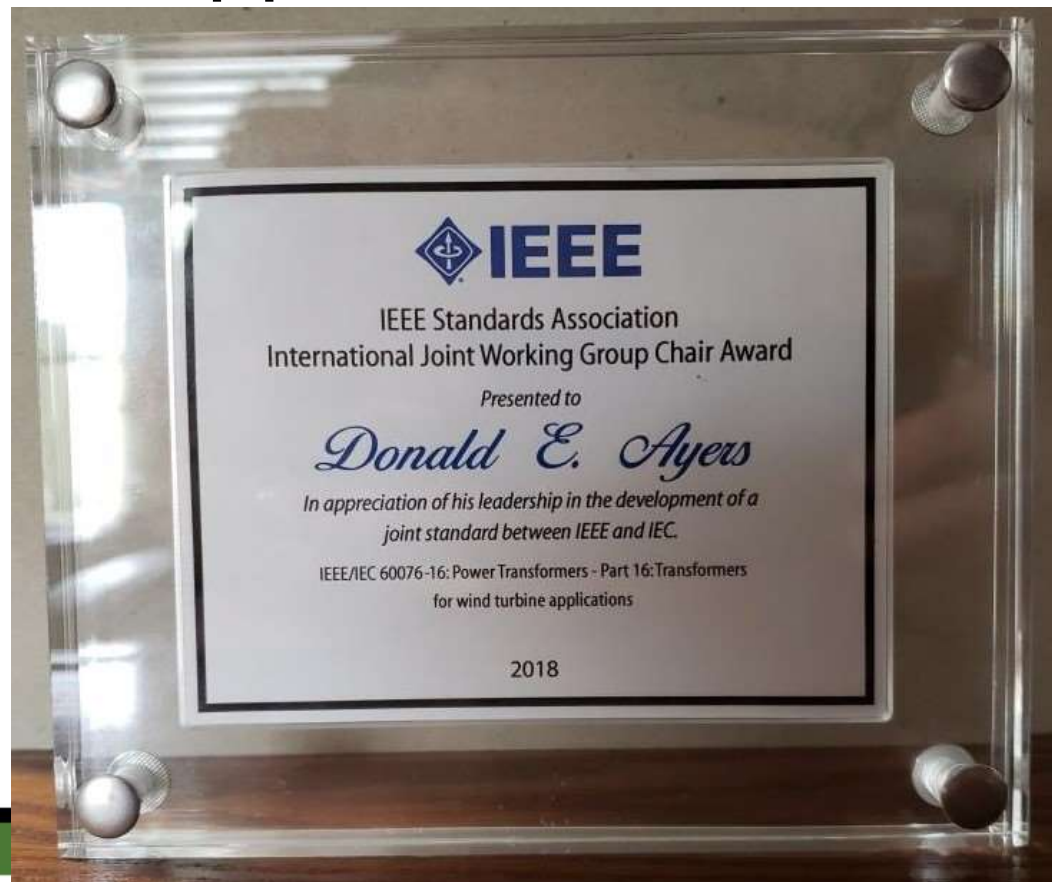 IEEE
IEEE Standards Association
International Joint Working Group Chair Award
Presented to
Donald E. Ayers
In appreciation of his leadership in the development of a
joint standard between IEEE and IEC.
IEEE/IEC 60076-16: Power Transformers - Part 16: Transformers
for wind turbine applications
2018